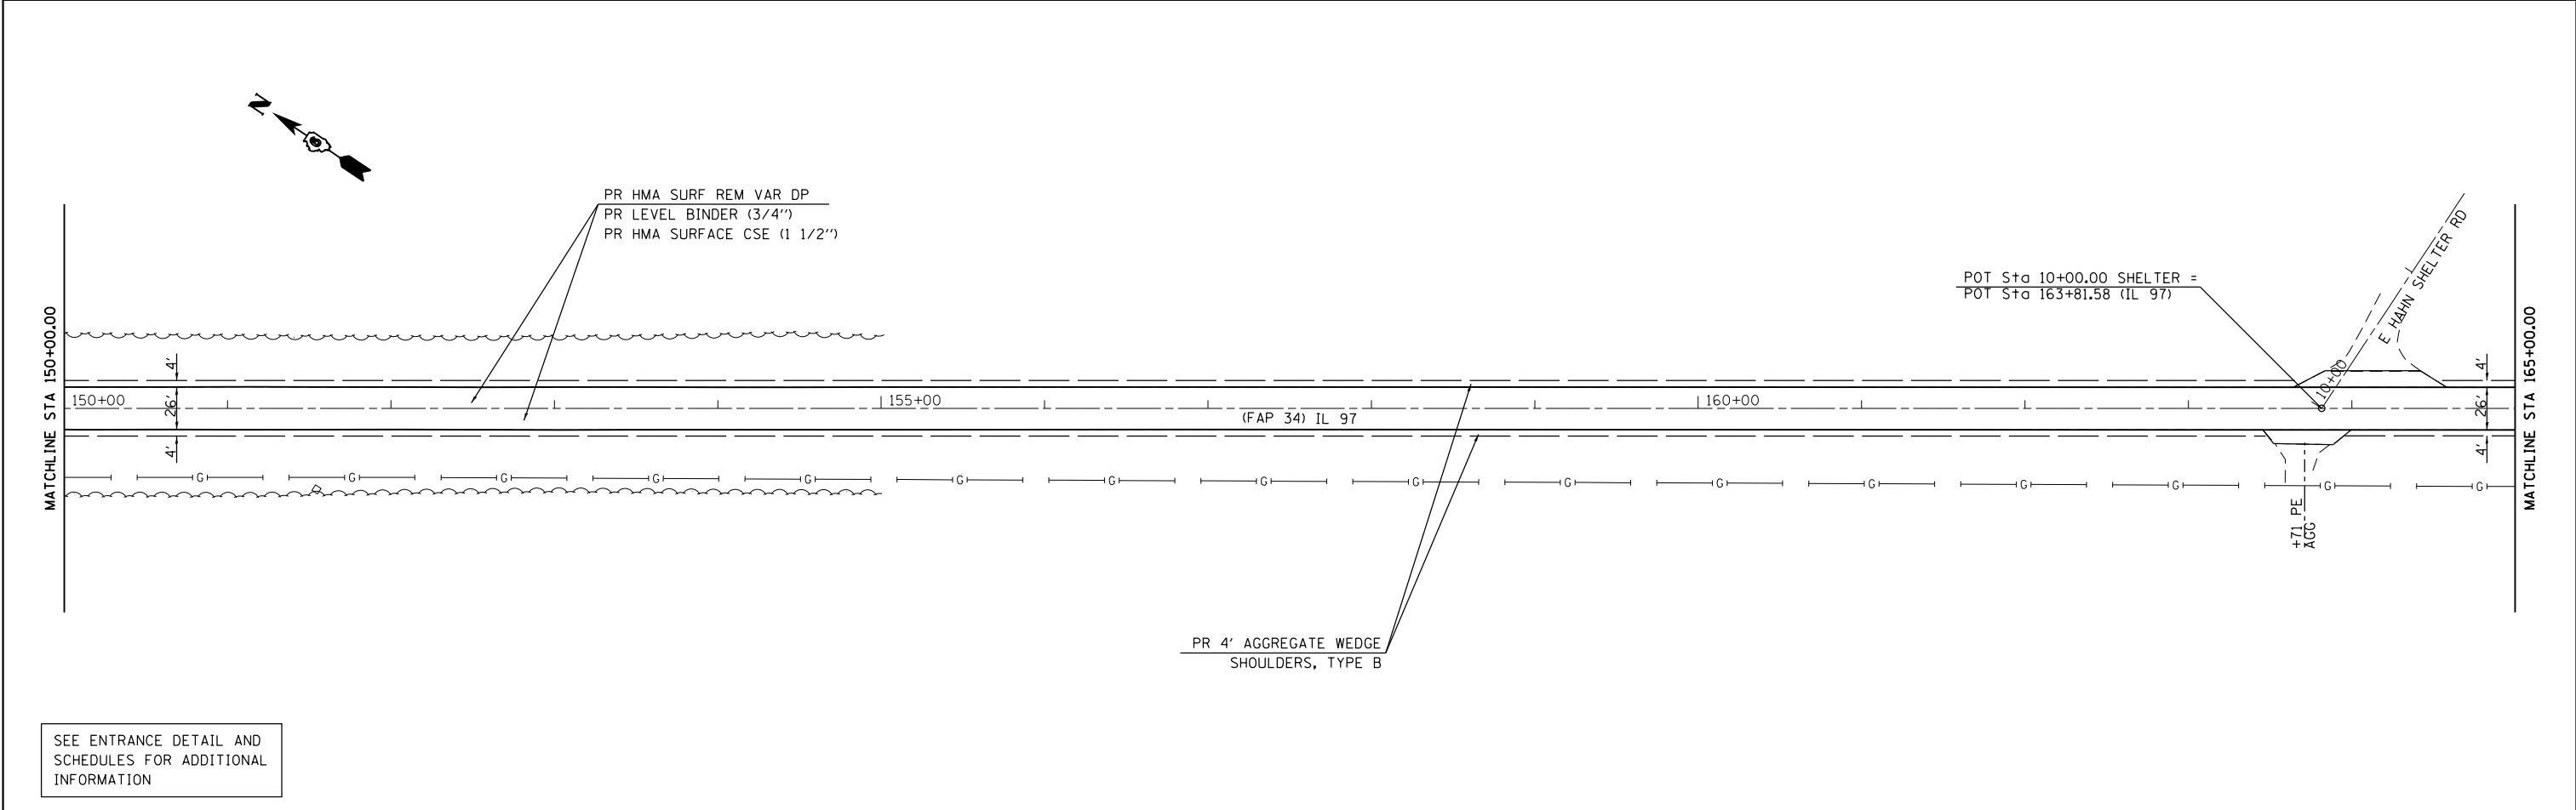 N
PR HMA SURF REM VAR DP
PR LEVEL BINDER (3/4'')
PR HMA SURFACE CSE (1 1/2'')
POT Sta 10+00.00 SHELTER =
POT Sta 163+81.58 (IL 97)
E HAHN SHELTER RD
10+00
MATCHLINE STA 150+00.00
MATCHLINE STA 165+00.00
4'
26'
4'
150+00
155+00
160+00
(FAP 34) IL 97
4'
26'
4'
G G G G G G G G G G G G G G G G
+71 PE
AGG
PR 4' AGGREGATE WEDGE
SHOULDERS, TYPE B
SEE ENTRANCE DETAIL AND
SCHEDULES FOR ADDITIONAL
INFORMATION